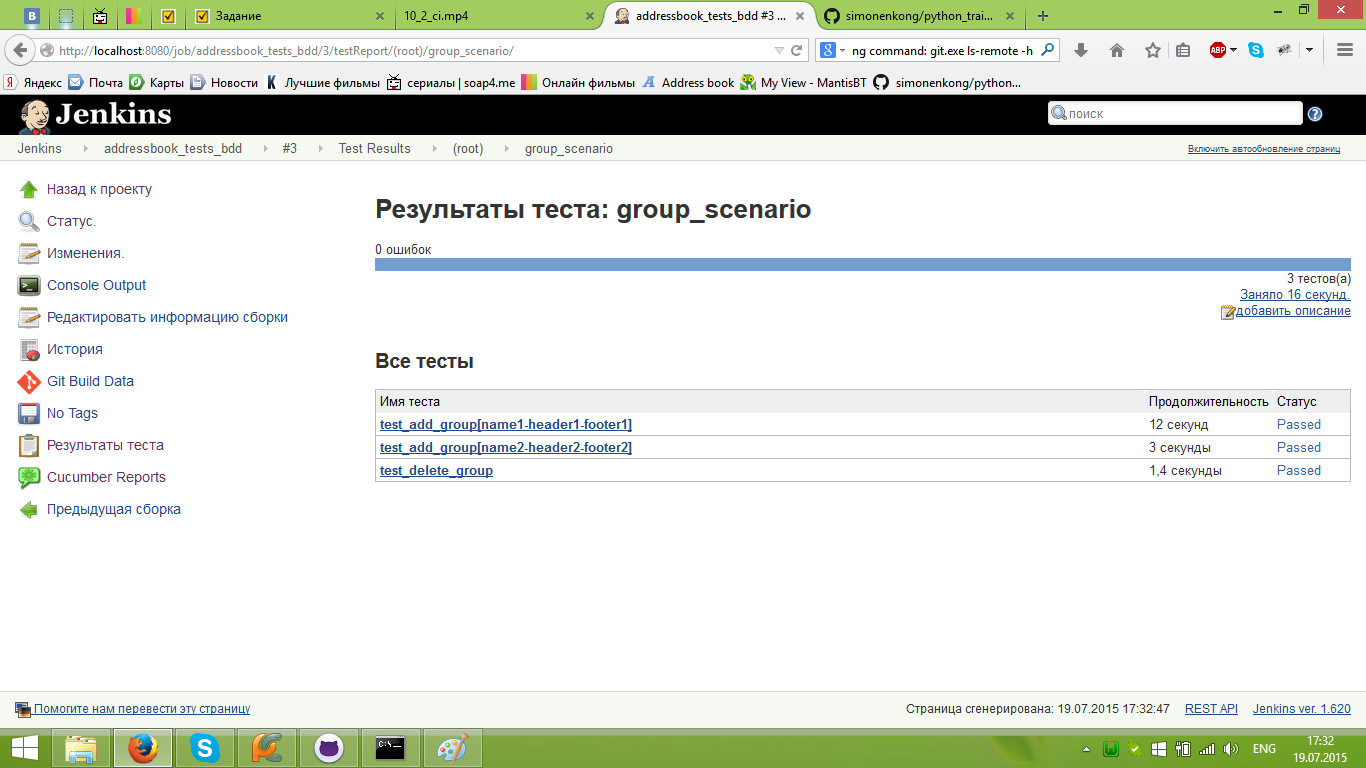 Задание
10_2_ci.mp4
addressbook_tests_bdd #3 ...
simonenkong/python_trai...
http://localhost:8080/job/addressbook_tests_bdd/3/testReport/(root)/group_scenario/
ng command: git.exe ls-remote -h
Яндекс Почта Карты Новости Лучшие фильмы сериалы | soap4.me Онлайн фильмы Address book My View - MantisBT simonenkong/python...
Jenkins
поиск
Jenkins addressbook_tests_bdd #3 Test Results (root) group_scenario
Включить автообновление страниц
Назад к проекту
Статус.
Изменения.
Console Output
Редактировать информацию сборки
История
Git Build Data
No Tags
Результаты теста
Cucumber Reports
Предыдущая сборка
Результаты теста: group_scenario
0 ошибок
3 тестов(а)
Заняло 16 секунд.
добавить описание
Все тесты
Имя теста Продолжительность Статус
test_add_group[name1-header1-footer1] 12 секунд Passed
test_add_group[name2-header2-footer2] 3 секунды Passed
test_delete_group 1,4 секунды Passed
Помогите нам перевести эту страницу
Страница сгенерирована: 19.07.2015 17:32:47 REST API Jenkins ver. 1.620
ENG
17:32
19.07.2015